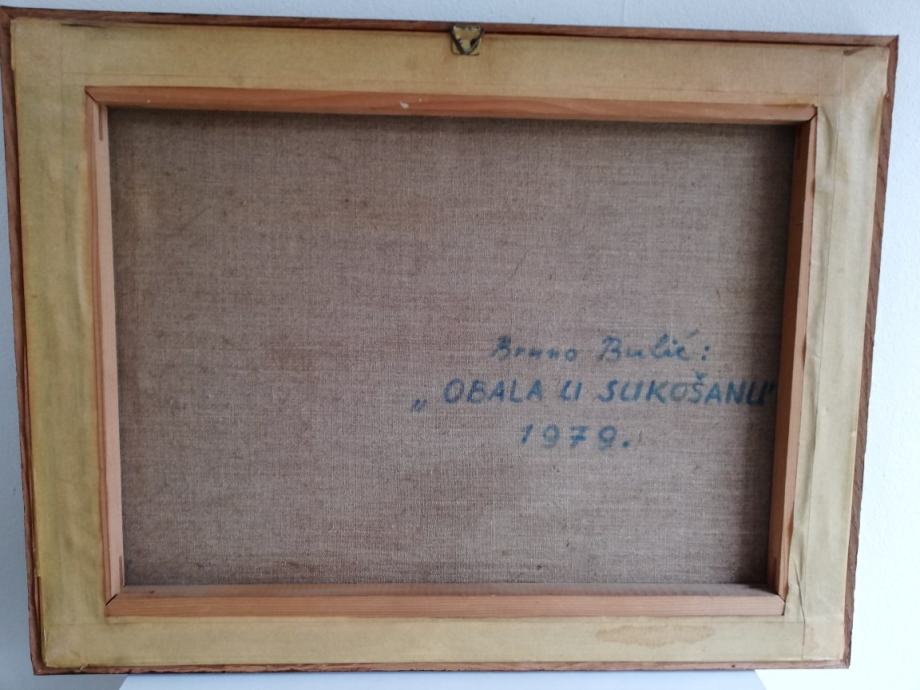 Bruno Bulić:
„OBALA U SUKOŠANU"
1979.